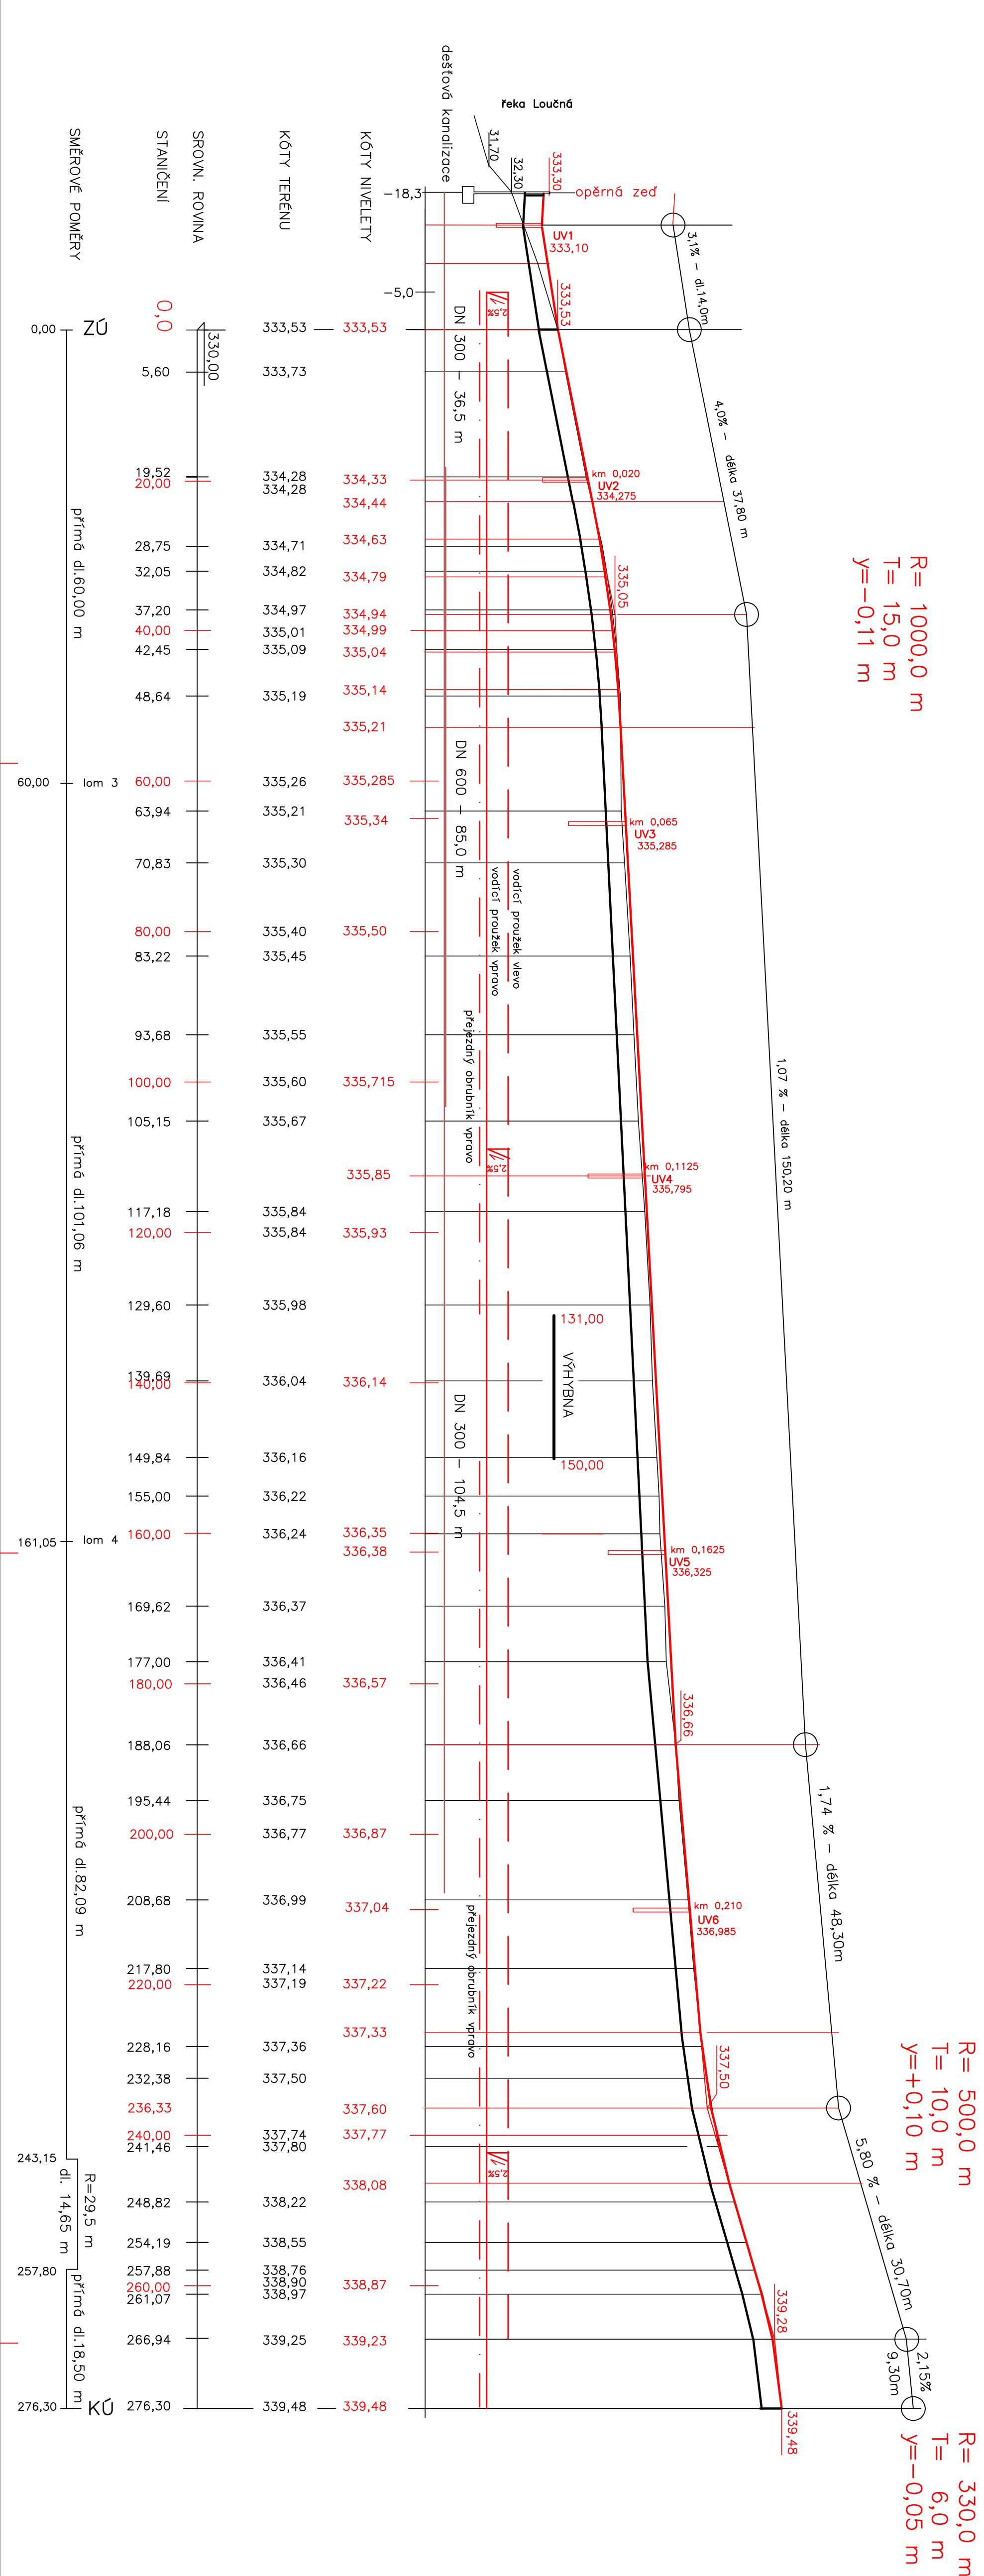 řeka Loučná
dešťová kanalizace
KÓTY NIVELETY
KÓTY TERÉNU
SROVN. ROVINA
STANIČENÍ
SMĚROVÉ POMĚRY
31,70
32,30
333,30
opěrná zeď
-18,3
UV1
333,10
3,1% - dl.14,0m
-5,0
2,5%
333,53
0,00
ZÚ
0,0
330,00
333,53
333,53
DN 300 - 36,5 m
5,60
333,73
4,0% - délka 37,80 m
19,52
334,28
20,00
334,28
334,33
km 0,020
UV2
334,275
334,44
R= 1000,0 m
T= 15,0 m
y=-0,11 m
přímá dl.60,00 m
28,75
334,71
334,63
32,05
334,82
334,79
335,05
37,20
334,97
334,94
40,00
335,01
334,99
42,45
335,09
335,04
48,64
335,19
335,14
335,21
DN 600 - 85,0 m
60,00
lom 3
60,00
335,26
335,285
63,94
335,21
335,34
km 0,065
UV3
335,285
70,83
335,30
vodící proužek vlevo
vodící proužek vpravo
80,00
335,40
335,50
83,22
335,45
přejezdný obrubník vpravo
93,68
335,55
1,07 % - délka 150,20 m
100,00
335,60
335,715
105,15
335,67
přímá dl.101,06 m
2,5%
335,85
km 0,1125
UV4
335,795
117,18
335,84
120,00
335,84
335,93
129,60
335,98
131,00
VÝHYBNA
139,69
140,00
336,04
336,14
DN 300 - 104,5 m
149,84
336,16
150,00
155,00
336,22
161,05
lom 4
160,00
336,24
336,35
336,38
km 0,1625
UV5
336,325
169,62
336,37
177,00
336,41
180,00
336,46
336,57
336,66
188,06
336,66
1,74 % - délka 48,30m
195,44
336,75
přímá dl.82,09 m
200,00
336,77
336,87
208,68
336,99
337,04
km 0,210
UV6
336,985
přejezdný obrubník vpravo
217,80
337,14
220,00
337,19
337,22
337,33
228,16
337,36
R= 500,0 m
T= 10,0 m
y=+0,10 m
232,38
337,50
337,50
236,33
337,60
240,00
337,74
337,77
241,46
337,80
243,15
2,5%
5,80 % - délka 30,70m
338,08
R=29,5 m
dl. 14,65 m
248,82
338,22
254,19
338,55
257,80
257,88
338,76
260,00
338,90
338,87
261,07
338,97
339,28
přímá dl.18,50 m
266,94
339,25
339,23
2,15%
9,30m
276,30
KÚ
276,30
339,48
339,48
339,48
R= 330,0 m
T= 6,0 m
y=-0,05 m